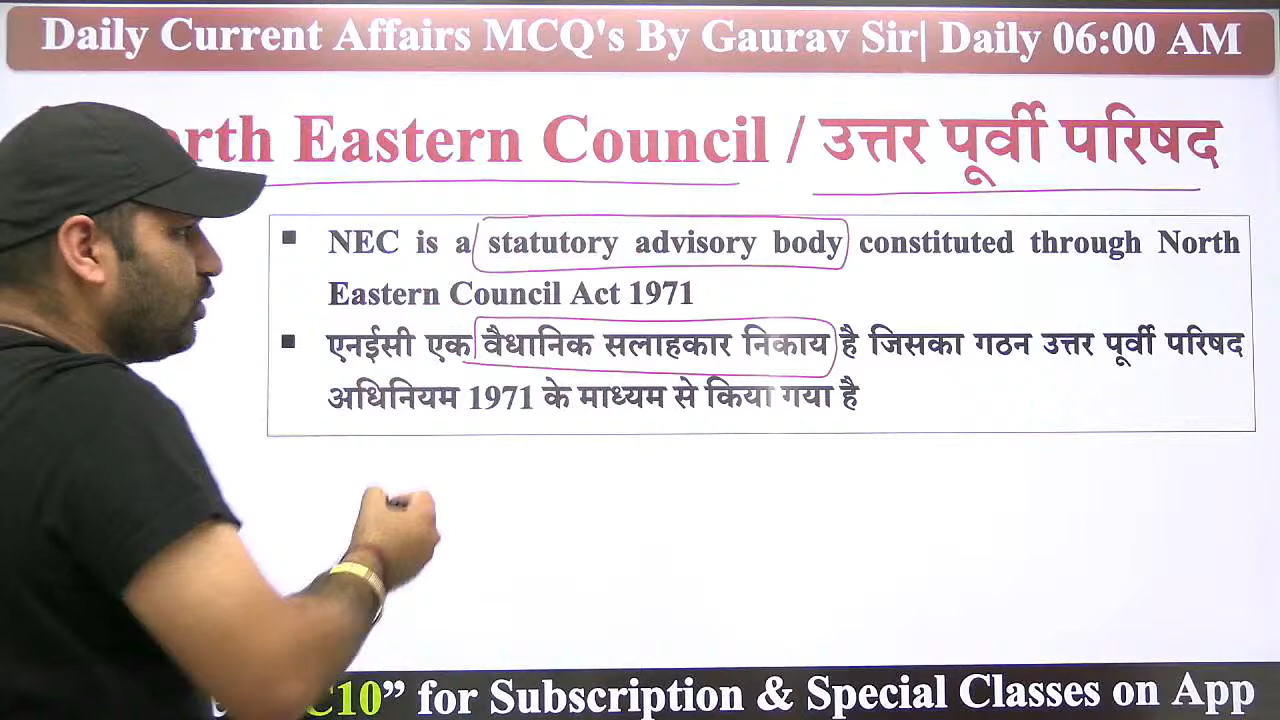 Daily Current Affairs MCQ's By Gaurav Sir| Daily 06:00 AM
Eastern Council / उत्तर पूर्वी परिषद
▪ NEC is a statutory advisory body constituted through North
Eastern Council Act 1971
▪ एनईसी एक वैधानिक सलाहकार निकाय है जिसका गठन उत्तर पूर्वी परिषद
अधिनियम 1971 के माध्यम से किया गया है
C10” for Subscription & Special Classes on App